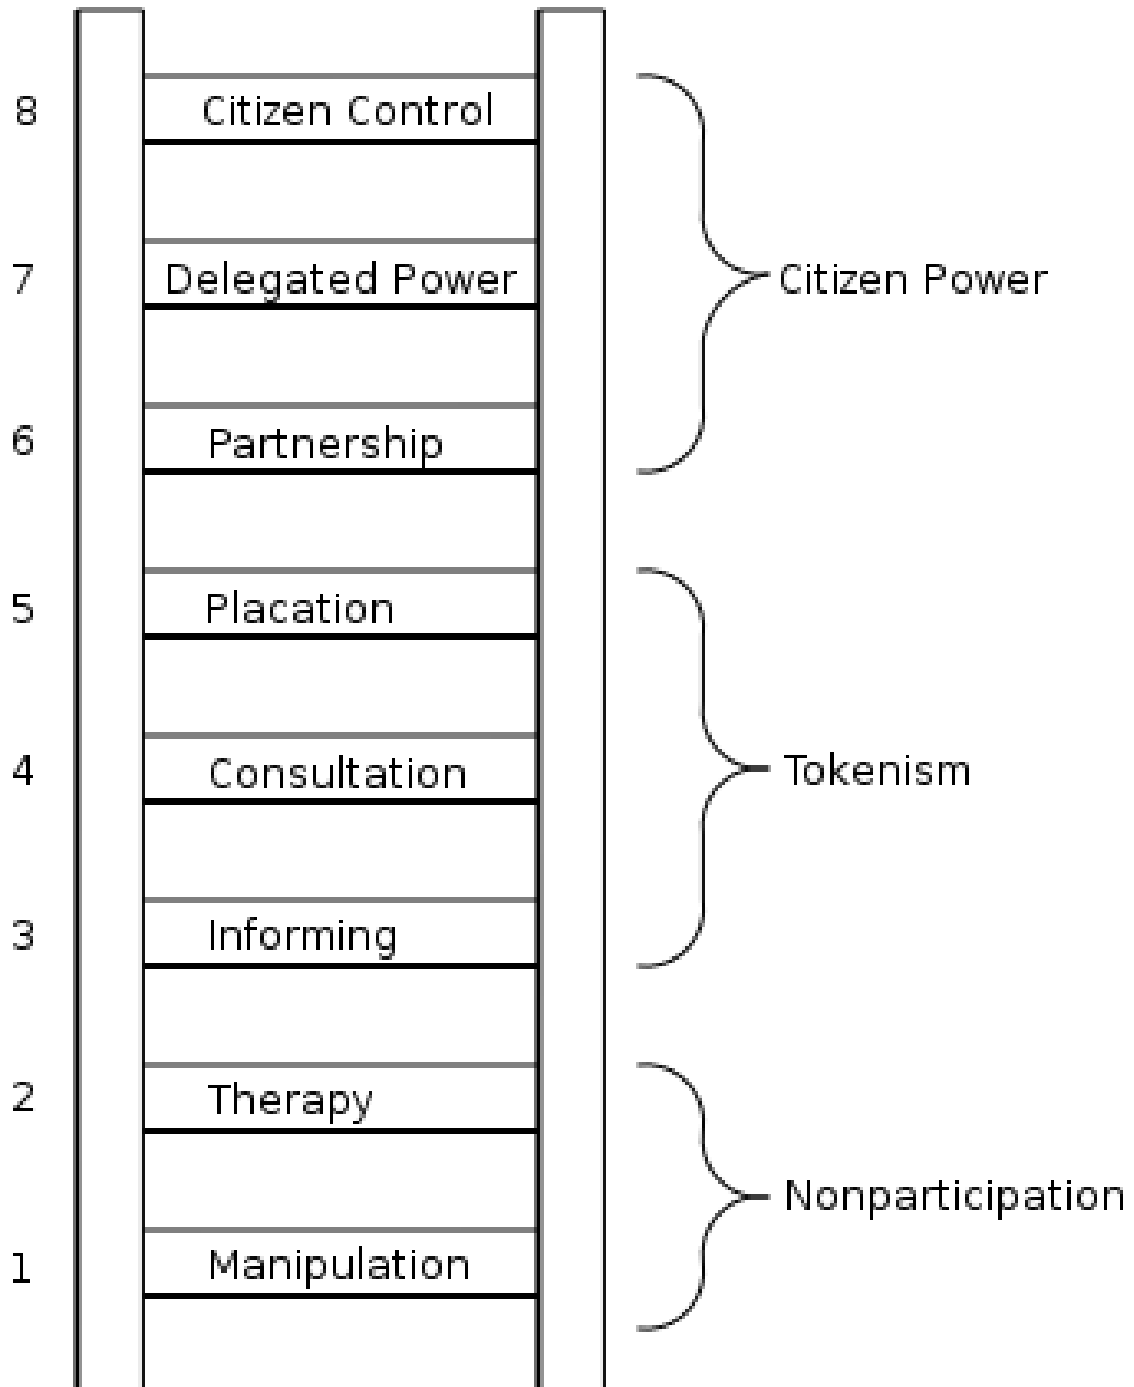 8 Citizen Control
7 Delegated Power Citizen Power
6 Partnership
5 Placation
4 Consultation Tokenism
3 Informing
2 Therapy
Nonparticipation
1 Manipulation